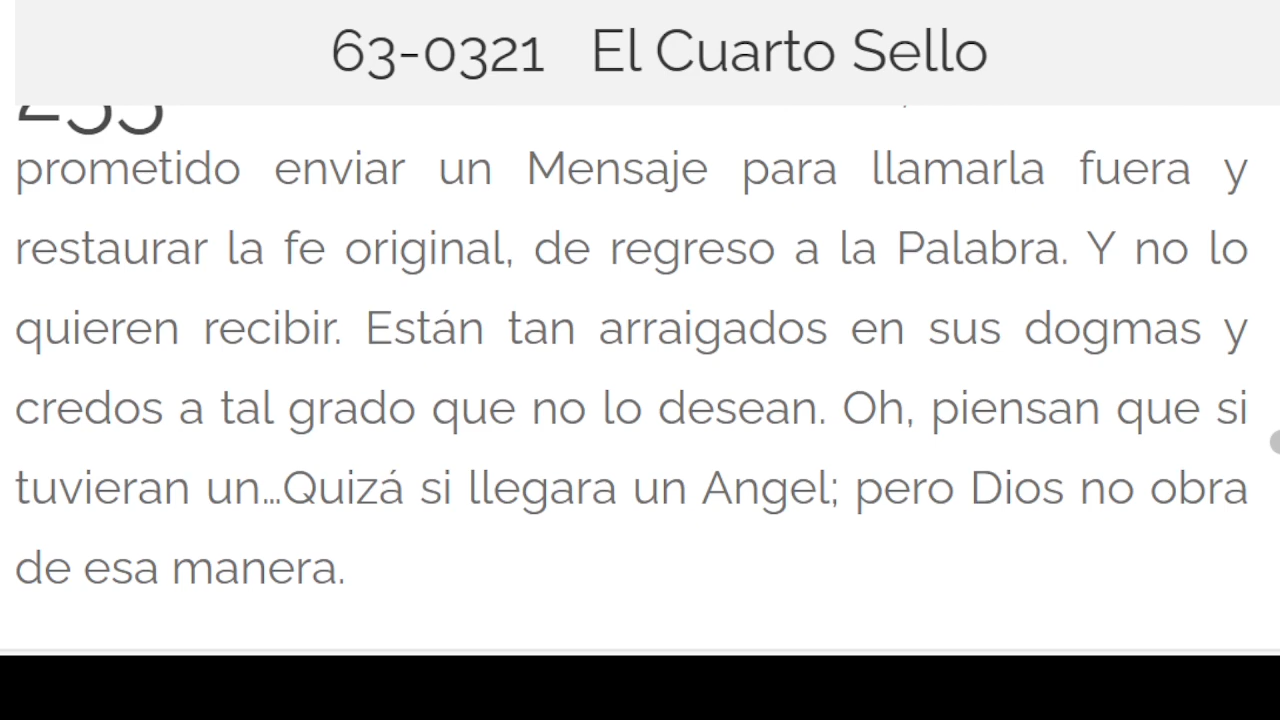 63-0321 El Cuarto Sello
prometido enviar un Mensaje para llamarla fuera y
restaurar la fe original, de regreso a la Palabra. Y no lo
quieren recibir. Están tan arraigados en sus dogmas y
credos a tal grado que no lo desean. Oh, piensan que si
tuvieran un…Quizá si llegara un Angel; pero Dios no obra
de esa manera.